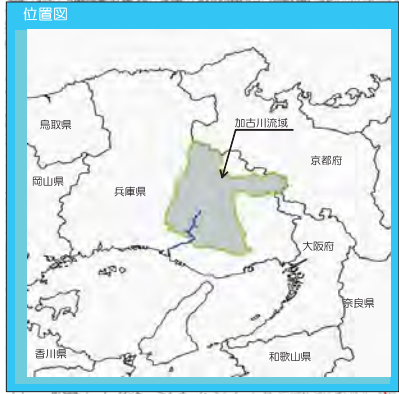 位置図
加古川流域
鳥取県
京都府
岡山県
兵庫県
大阪府
奈良県
香川県
和歌山県